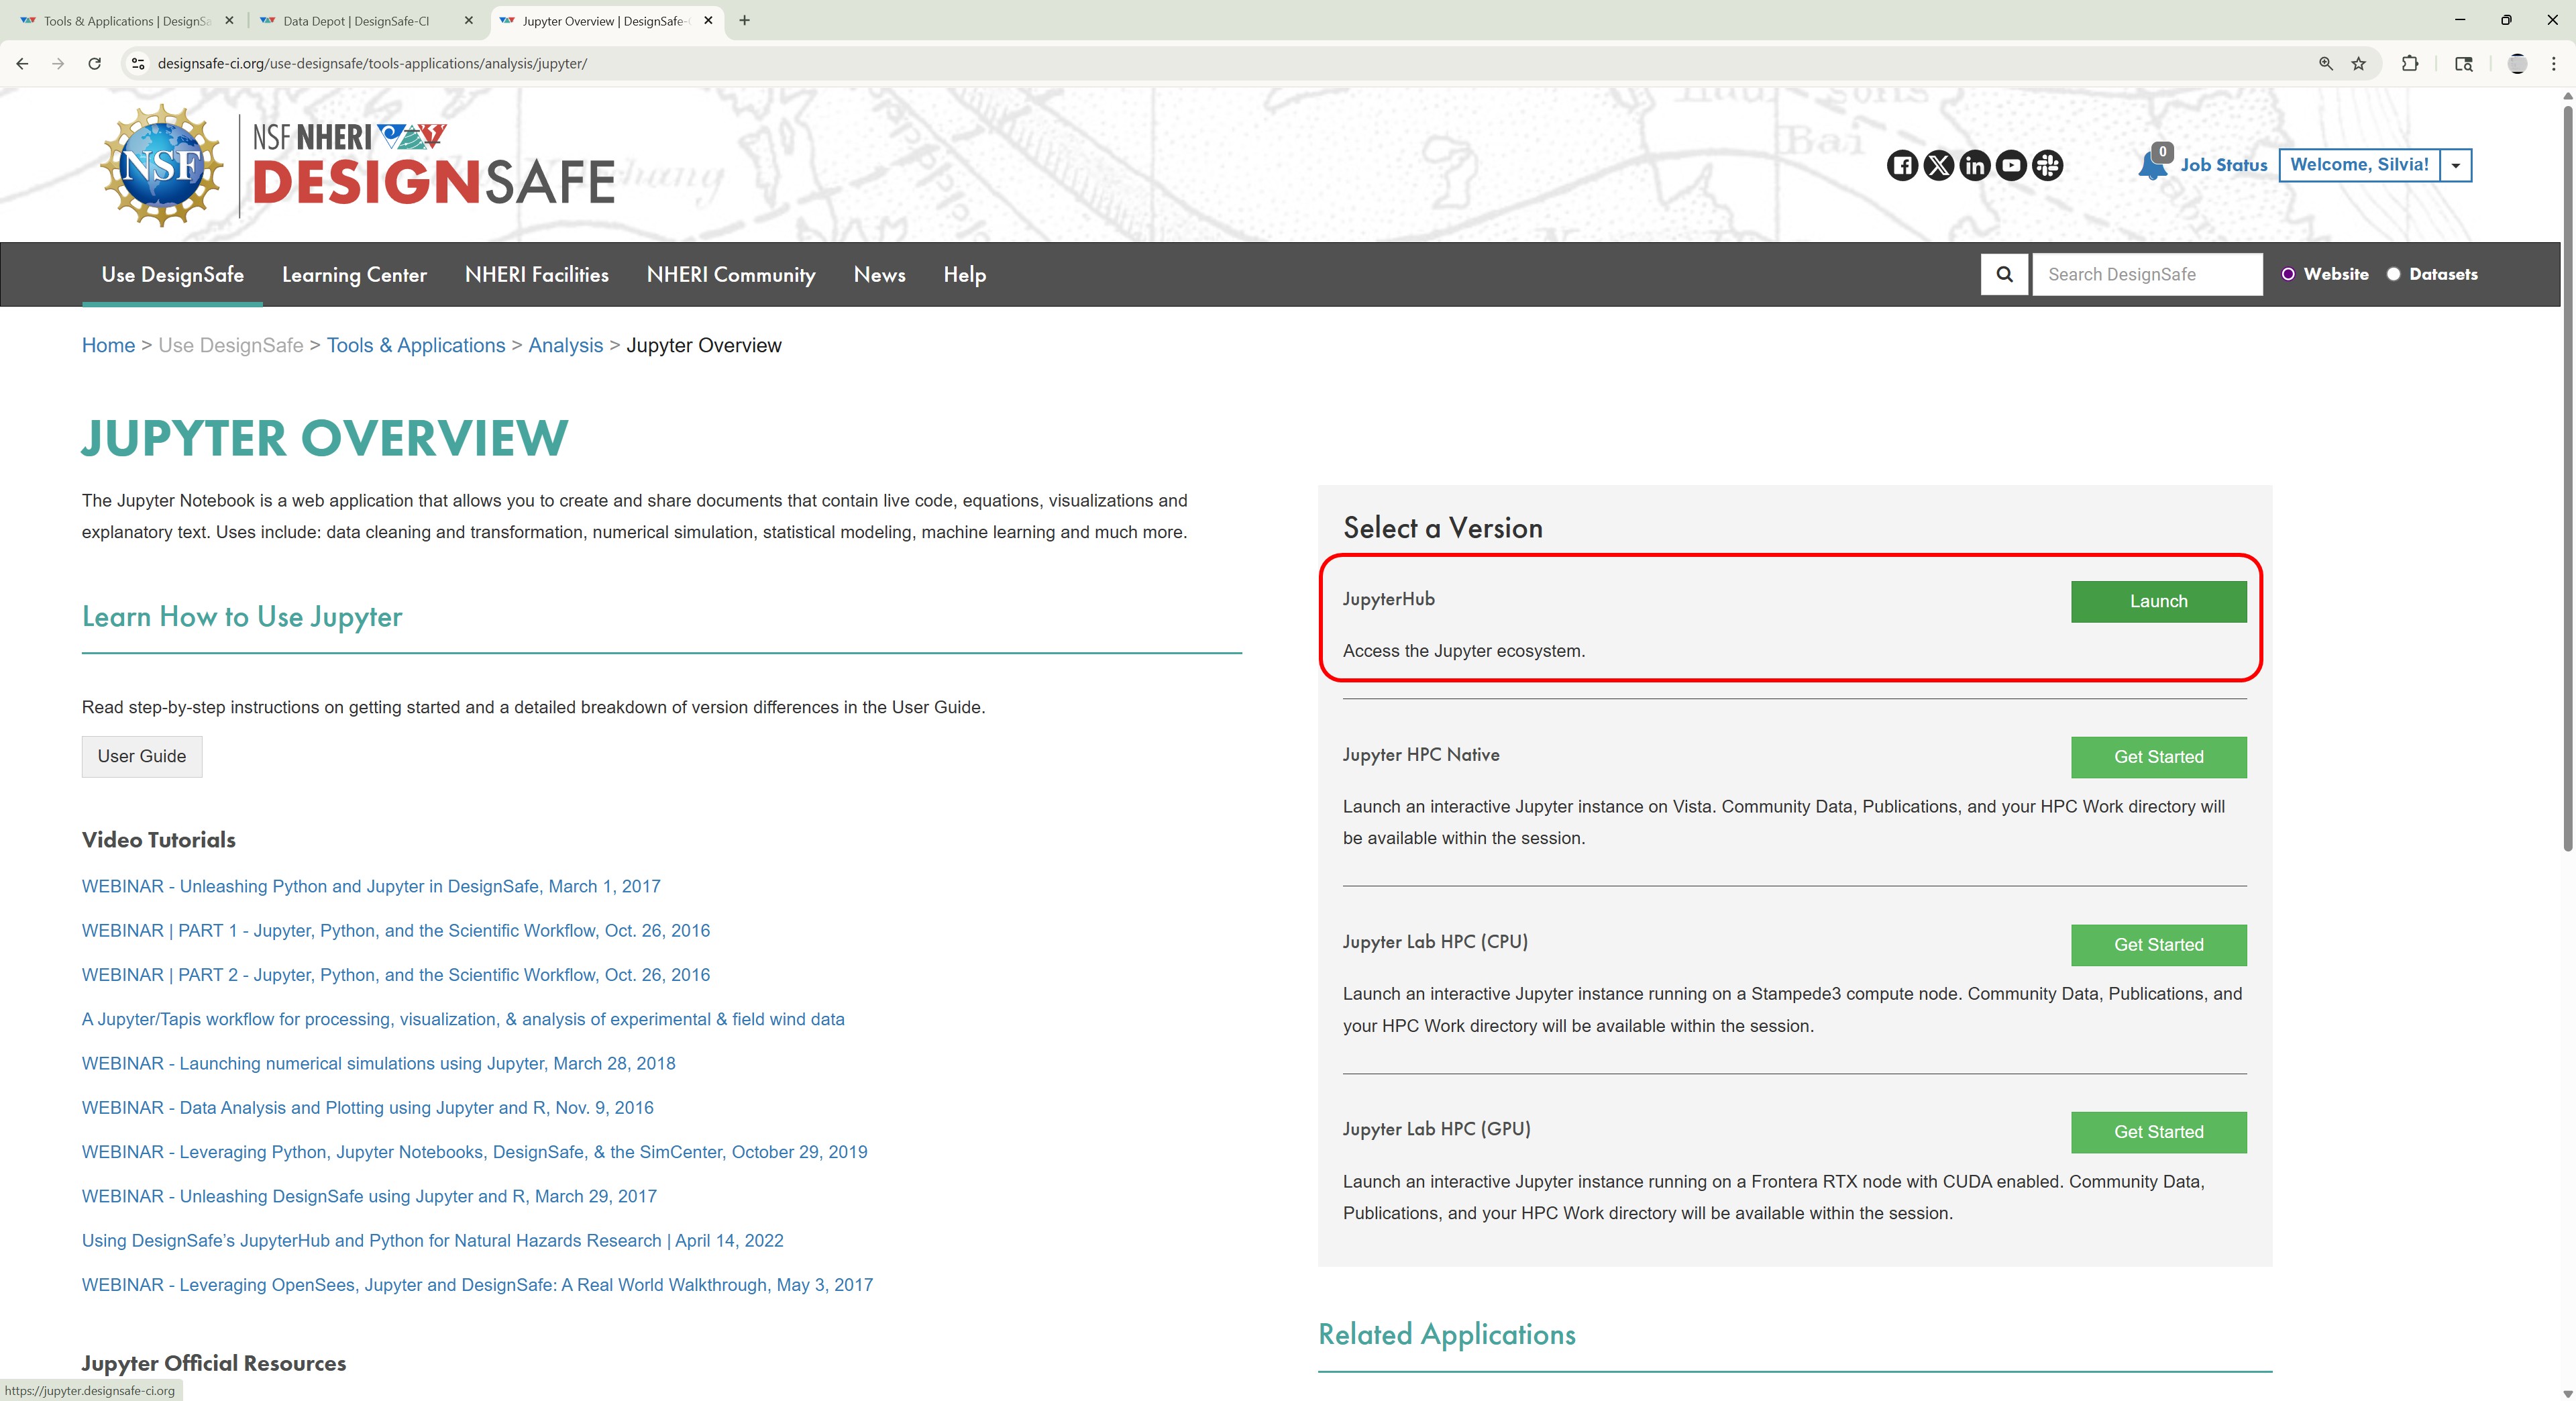 Tools & Applications | DesignSa
Data Depot | DesignSafe-CI
Jupyter Overview | DesignSafe-
designsafe-ci.org/use-designsafe/tools-applications/analysis/jupyter/
NSF
NSF NHERI
DESIGNSAFE
0
Job Status
Welcome, Silvia!
Use DesignSafe
Learning Center
NHERI Facilities
NHERI Community
News
Help
Search DesignSafe
Website
Datasets
Home > Use DesignSafe > Tools & Applications > Analysis > Jupyter Overview
JUPYTER OVERVIEW
The Jupyter Notebook is a web application that allows you to create and share documents that contain live code, equations, visualizations and
explanatory text. Uses include: data cleaning and transformation, numerical simulation, statistical modeling, machine learning and much more.
Learn How to Use Jupyter
Read step-by-step instructions on getting started and a detailed breakdown of version differences in the User Guide.
User Guide
Video Tutorials
WEBINAR - Unleashing Python and Jupyter in DesignSafe, March 1, 2017
WEBINAR | PART 1 - Jupyter, Python, and the Scientific Workflow, Oct. 26, 2016
WEBINAR | PART 2 - Jupyter, Python, and the Scientific Workflow, Oct. 26, 2016
A Jupyter/Tapis workflow for processing, visualization, & analysis of experimental & field wind data
WEBINAR - Launching numerical simulations using Jupyter, March 28, 2018
WEBINAR - Data Analysis and Plotting using Jupyter and R, Nov. 9, 2016
WEBINAR - Leveraging Python, Jupyter Notebooks, DesignSafe, & the SimCenter, October 29, 2019
WEBINAR - Unleashing DesignSafe using Jupyter and R, March 29, 2017
Using DesignSafe's JupyterHub and Python for Natural Hazards Research | April 14, 2022
WEBINAR - Leveraging OpenSees, Jupyter and DesignSafe: A Real World Walkthrough, May 3, 2017
Jupyter Official Resources
https://jupyter.designsafe-ci.org
Select a Version
JupyterHub
Launch
Access the Jupyter ecosystem.
Jupyter HPC Native
Get Started
Launch an interactive Jupyter instance on Vista. Community Data, Publications, and your HPC Work directory will
be available within the session.
Jupyter Lab HPC (CPU)
Get Started
Launch an interactive Jupyter instance running on a Stampede3 compute node. Community Data, Publications, and
your HPC Work directory will be available within the session.
Jupyter Lab HPC (GPU)
Get Started
Launch an interactive Jupyter instance running on a Frontera RTX node with CUDA enabled. Community Data,
Publications, and your HPC Work directory will be available within the session.
Related Applications